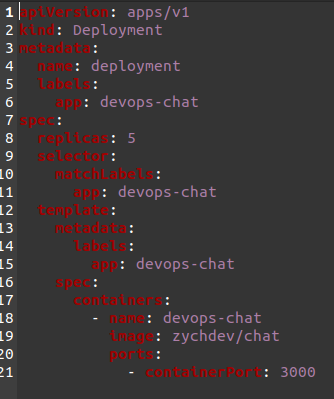 1 apiVersion: apps/v1
2 kind: Deployment
3 metadata:
4   name: deployment
5   labels:
6     app: devops-chat
7 spec:
8   replicas: 5
9   selector:
10     matchLabels:
11       app: devops-chat
12   template:
13     metadata:
14       labels:
15         app: devops-chat
16     spec:
17       containers:
18         - name: devops-chat
19           image: zychdev/chat
20           ports:
21             - containerPort: 3000